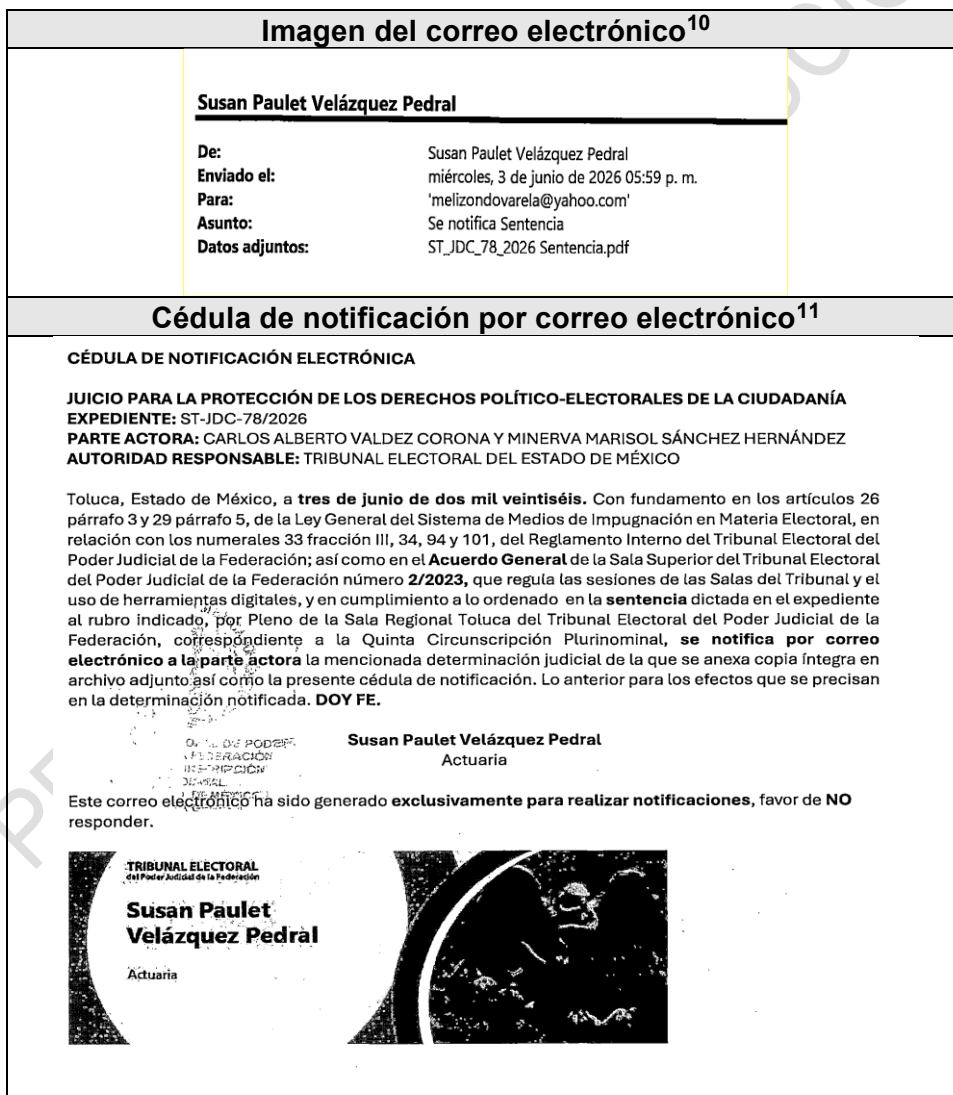 Imagen del correo electrónico10
Susan Paulet Velázquez Pedral
De: Susan Paulet Velázquez Pedral
Enviado el: miércoles, 3 de junio de 2026 05:59 p. m.
Para: 'melizondovarela@yahoo.com'
Asunto: Se notifica Sentencia
Datos adjuntos: ST_JDC_78_2026 Sentencia.pdf
Cédula de notificación por correo electrónico11
CÉDULA DE NOTIFICACIÓN ELECTRÓNICA
JUICIO PARA LA PROTECCIÓN DE LOS DERECHOS POLÍTICO-ELECTORALES DE LA CIUDADANÍA
EXPEDIENTE: ST-JDC-78/2026
PARTE ACTORA: CARLOS ALBERTO VALDEZ CORONA Y MINERVA MARISOL SÁNCHEZ HERNÁNDEZ
AUTORIDAD RESPONSABLE: TRIBUNAL ELECTORAL DEL ESTADO DE MÉXICO
Toluca, Estado de México, a tres de junio de dos mil veintiséis. Con fundamento en los artículos 26
párrafo 3 y 29 párrafo 5, de la Ley General del Sistema de Medios de Impugnación en Materia Electoral, en
relación con los numerales 33 fracción III, 34, 94 y 101, del Reglamento Interno del Tribunal Electoral del
Poder Judicial de la Federación; así como en el Acuerdo General de la Sala Superior del Tribunal Electoral
del Poder Judicial de la Federación número 2/2023, que regula las sesiones de las Salas del Tribunal y el
uso de herramientas digitales, y en cumplimiento a lo ordenado en la sentencia dictada en el expediente
al rubro indicado, por Pleno de la Sala Regional Toluca del Tribunal Electoral del Poder Judicial de la
Federación, correspondiente a la Quinta Circunscripción Plurinominal, se notifica por correo
electrónico a la parte actora la mencionada determinación judicial de la que se anexa copia íntegra en
archivo adjunto así como la presente cédula de notificación. Lo anterior para los efectos que se precisan
en la determinación notificada. DOY FE.
Susan Paulet Velázquez Pedral
Actuaria
Este correo electrónico ha sido generado exclusivamente para realizar notificaciones, favor de NO
responder.
TRIBUNAL ELECTORAL
del Poder Judicial de la Federación
Susan Paulet
Velázquez Pedral
Actuaria